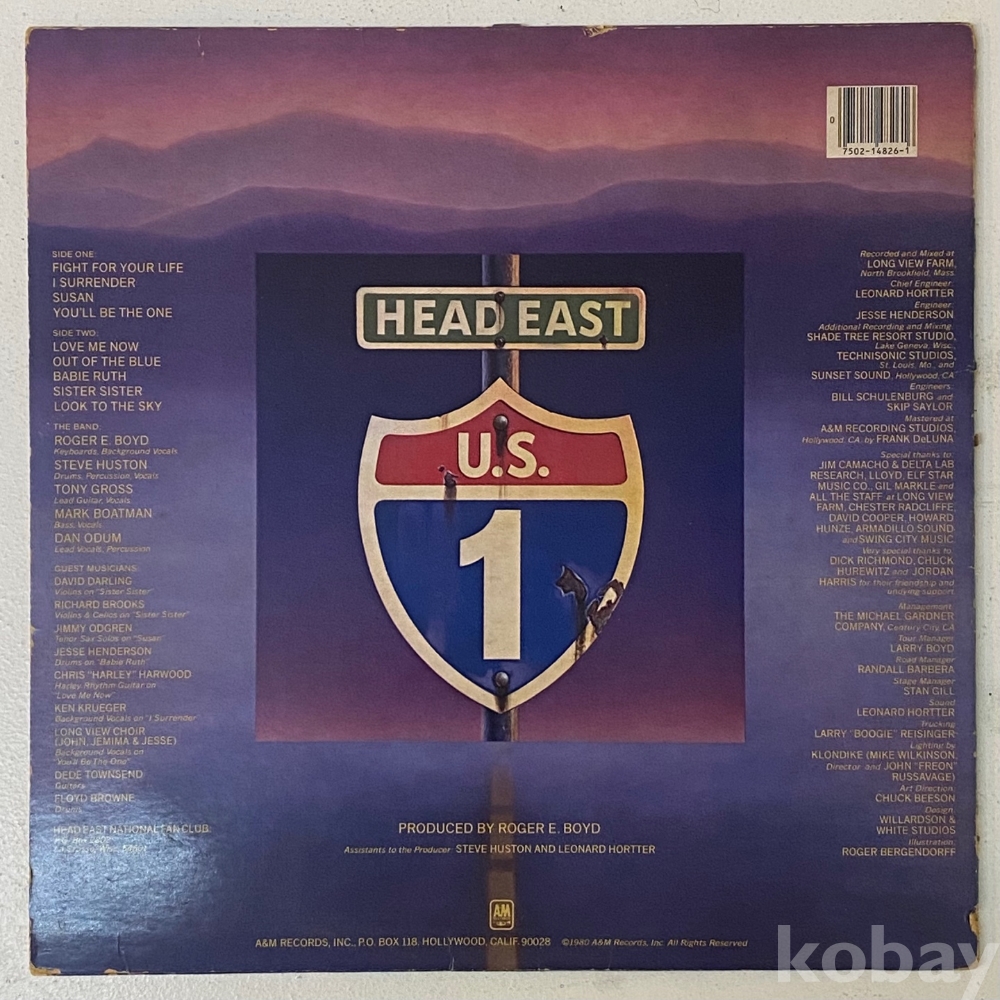 0
7502-14826-1
SIDE ONE:
FIGHT FOR YOUR LIFE
I SURRENDER
SUSAN
YOU'LL BE THE ONE
SIDE TWO:
LOVE ME NOW
OUT OF THE BLUE
BABIE RUTH
SISTER SISTER
LOOK TO THE SKY
THE BAND:
ROGER E. BOYD
Keyboards, Background Vocals
STEVE HUSTON
Drums, Percussion, Vocals
TONY GROSS
Lead Guitar, Vocals
MARK BOATMAN
Bass, Vocals
DAN ODUM
Lead Vocals, Percussion
GUEST MUSICIANS:
DAVID DARLING
Violins on "Sister Sister"
RICHARD BROOKS
Violins & Cellos on "Sister Sister"
JIMMY ODGREN
Tenor Sax Solos on "Susan"
JESSE HENDERSON
Drums on "Babie Ruth"
CHRIS "HARLEY" HARWOOD
Harley Rhythm Guitar on
"Love Me Now"
KEN KRUEGER
Background Vocals on "I Surrender"
LONG VIEW CHOIR
(JOHN, JEMIMA & JESSE)
Background Vocals on
"You'll Be The One"
DEDE TOWNSEND
Guitars
FLOYD BROWNE
Drums
HEAD EAST NATIONAL FAN CLUB:
HEAD EAST
U.S.
1
PRODUCED BY ROGER E. BOYD
Assistants to the Producer: STEVE HUSTON AND LEONARD HORTTER
Recorded and Mixed at
LONG VIEW FARM,
North Brookfield, Mass.
Chief Engineer:
LEONARD HORTTER
Engineer:
JESSE HENDERSON
Additional Recording and Mixing:
SHADE TREE RESORT STUDIO,
Lake Geneva, Wisc.,
TECHNISONIC STUDIOS,
St. Louis, Mo., and
SUNSET SOUND, Hollywood, CA
Engineers:
BILL SCHULENBURG and
SKIP SAYLOR
Mastered at
A&M RECORDING STUDIOS,
Hollywood, CA, by FRANK DeLUNA
Special thanks to:
JIM CAMACHO & DELTA LAB
RESEARCH, LLOYD, ELF STAR
MUSIC CO., GIL MARKLE and
ALL THE STAFF at LONG VIEW
FARM, CHESTER RADCLIFFE,
DAVID COOPER, HOWARD
HUNZE, ARMADILLO SOUND
and SWING CITY MUSIC
Very special thanks to:
DICK RICHMOND, CHUCK
HUREWITZ and JORDAN
HARRIS for their friendship and
undying support
Management:
THE MICHAEL GARDNER
COMPANY, Century City, CA
Tour Manager
LARRY BOYD
Road Manager
RANDALL BARBERA
Stage Manager
STAN GILL
Sound
LEONARD HORTTER
Trucking
LARRY "BOOGIE" REISINGER
Lighting by
KLONDIKE (MIKE WILKINSON,
Director and JOHN "FREON"
RUSSAVAGE)
Art Direction:
CHUCK BEESON
Design:
WILLARDSON &
WHITE STUDIOS
Illustration:
ROGER BERGENDORFF
A&M
A&M RECORDS, INC., P.O. BOX 118, HOLLYWOOD, CALIF. 90028 ©1980 A&M Records, Inc. All Rights Reserved
kobay